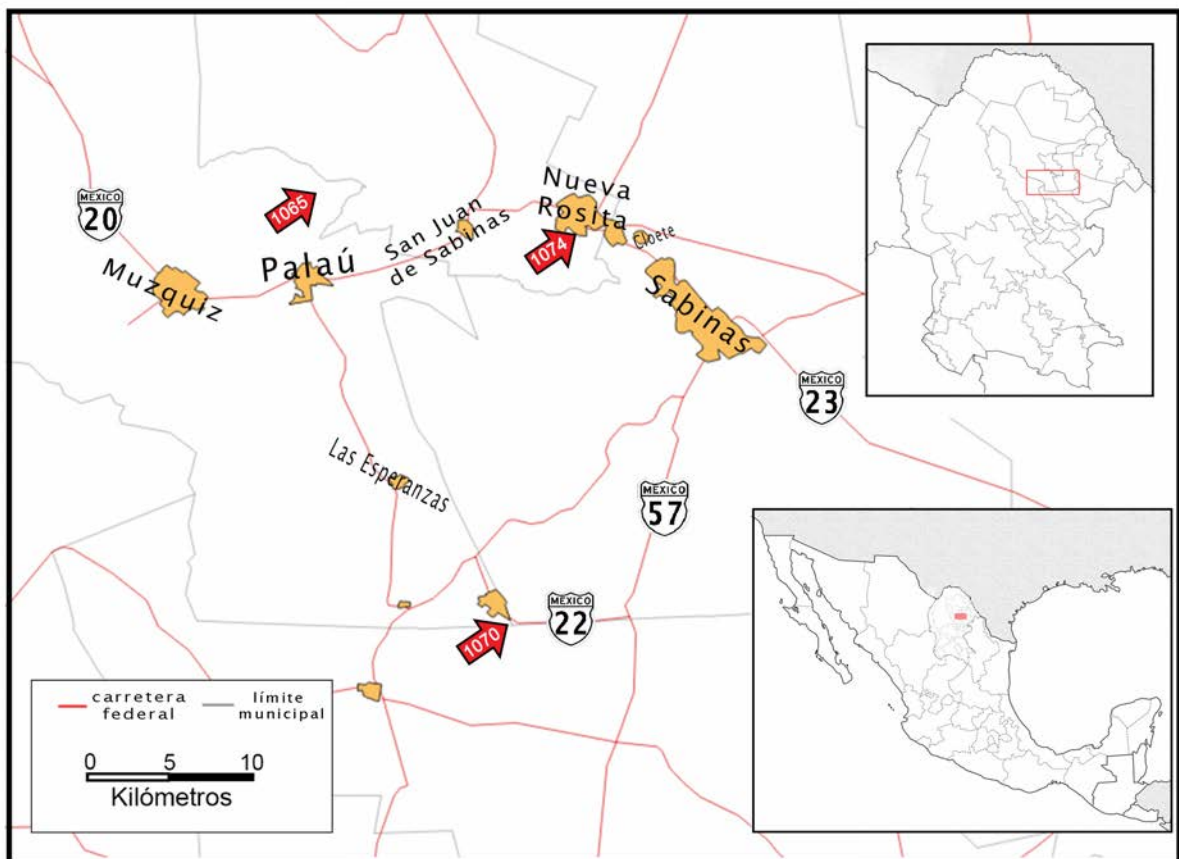 MEXICO
20
1065
Muzquiz
Palaú
San Juan
de Sabinas
Nueva
Rosita
1074
Cloete
Sabinas
MEXICO
23
Las Esperanzas
MEXICO
57
MEXICO
22
1070
carretera
federal
límite
municipal
0 5 10
Kilómetros